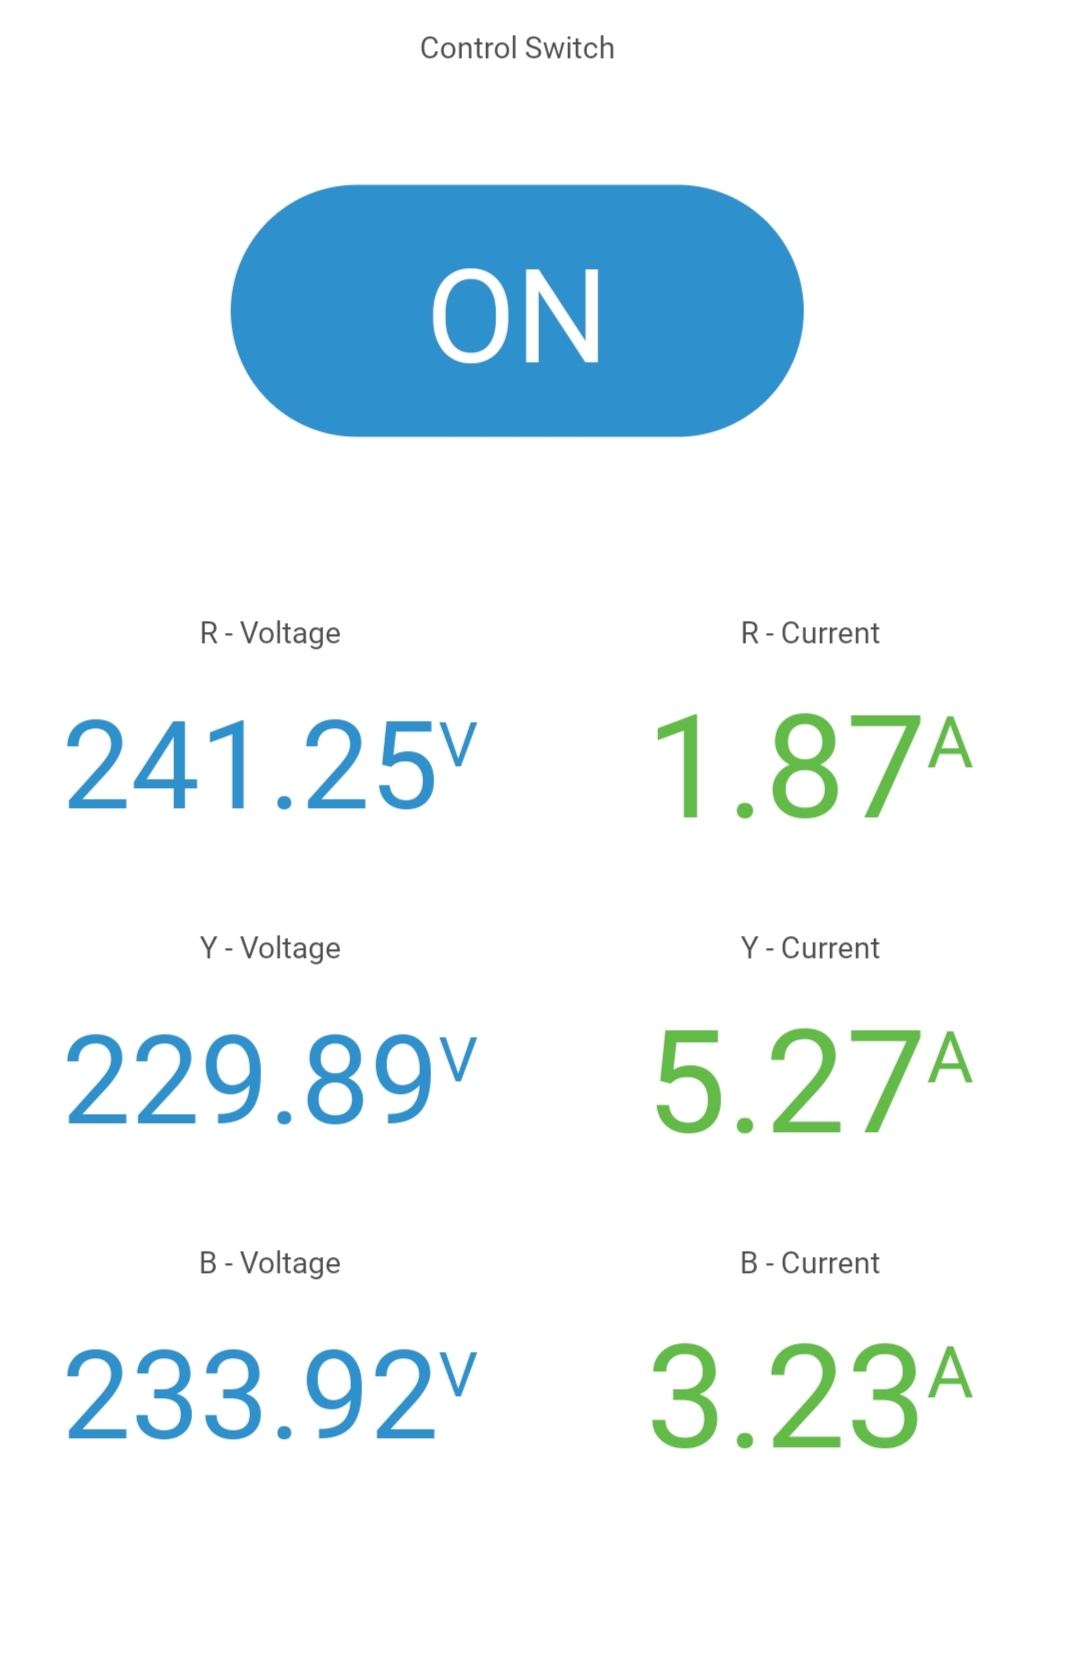 Control Switch
ON
R - Voltage
R - Current
241.25V
1.87A
Y - Voltage
Y - Current
229.89V
5.27A
B - Voltage
B - Current
233.92V
3.23A